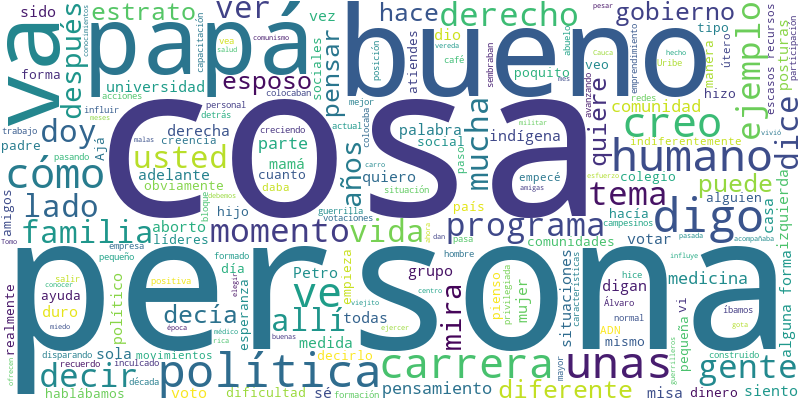 cosa
persona
bueno
papá
va
política
humano
digo
creo
unas
carrera
gente
programa
tema
usted
familia
momento
vida
ve
allí
decir
decía
cómo
lado
doy
esposo
ver
hace
derecho
gobierno
estrato
después
ejemplo
dice
quiere
puede
mucha
años
pensar
mira
diferente
sido
forma
universidad
vez
dio
sociales
poquito
atiendes
veo
tipo
útero
manera
hizo
posturas
escasos
recursos
participación
comunidad
redes
indiferentemente
emprendimiento
Uribe
Cauca
hecho
vereda
café
sembraban
abuelo
mes
pesar
conocimientos
capacitación
vea
salud
comunismo
colocaban
posición
influir
acciones
meses
trabajo
padre
pasando
Ajá
creencia
derecha
personal
detrás
creciendo
mejor
actual
colocaba
palabra
social
indígena
militar
paso
avanzando
adelante
obviamente
malas
mamá
parte
cuanto
daba
carro
situación
quiero
empecé
amigas
esfuerzo
colegio
alguien
hacía
campesinos
votar
casa
izquierda
vivió
amigos
aborto
líderes
hijo
bloque
debemos
guerrilla
votaciones
país
pasa
ahora
dan
comunidades
hombre
pasada
acompañaba
influye
Tomo
empresa
pequeño
formado
día
Petro
empieza
grupo
pienso
privilegiada
mujer
situaciones
características
hice
digan
Álvaro
normal
medicina
pequeña
vi
íbamos
alguna
salir
conocer
positiva
ayuda
duro
miedo
político
época
elegir
esperanza
viejito
todas
centro
medida
decirlo
ADN
mismo
gota
guerrilleros
construido
realmente
disparando
sola
movimientos
médico
rica
buenas
ejercer
ofrecen
recuerdo
inculcado
hablábamos
década
voto
dificultad
sé
formación
pensamiento
mayor
misa
dinero
siento